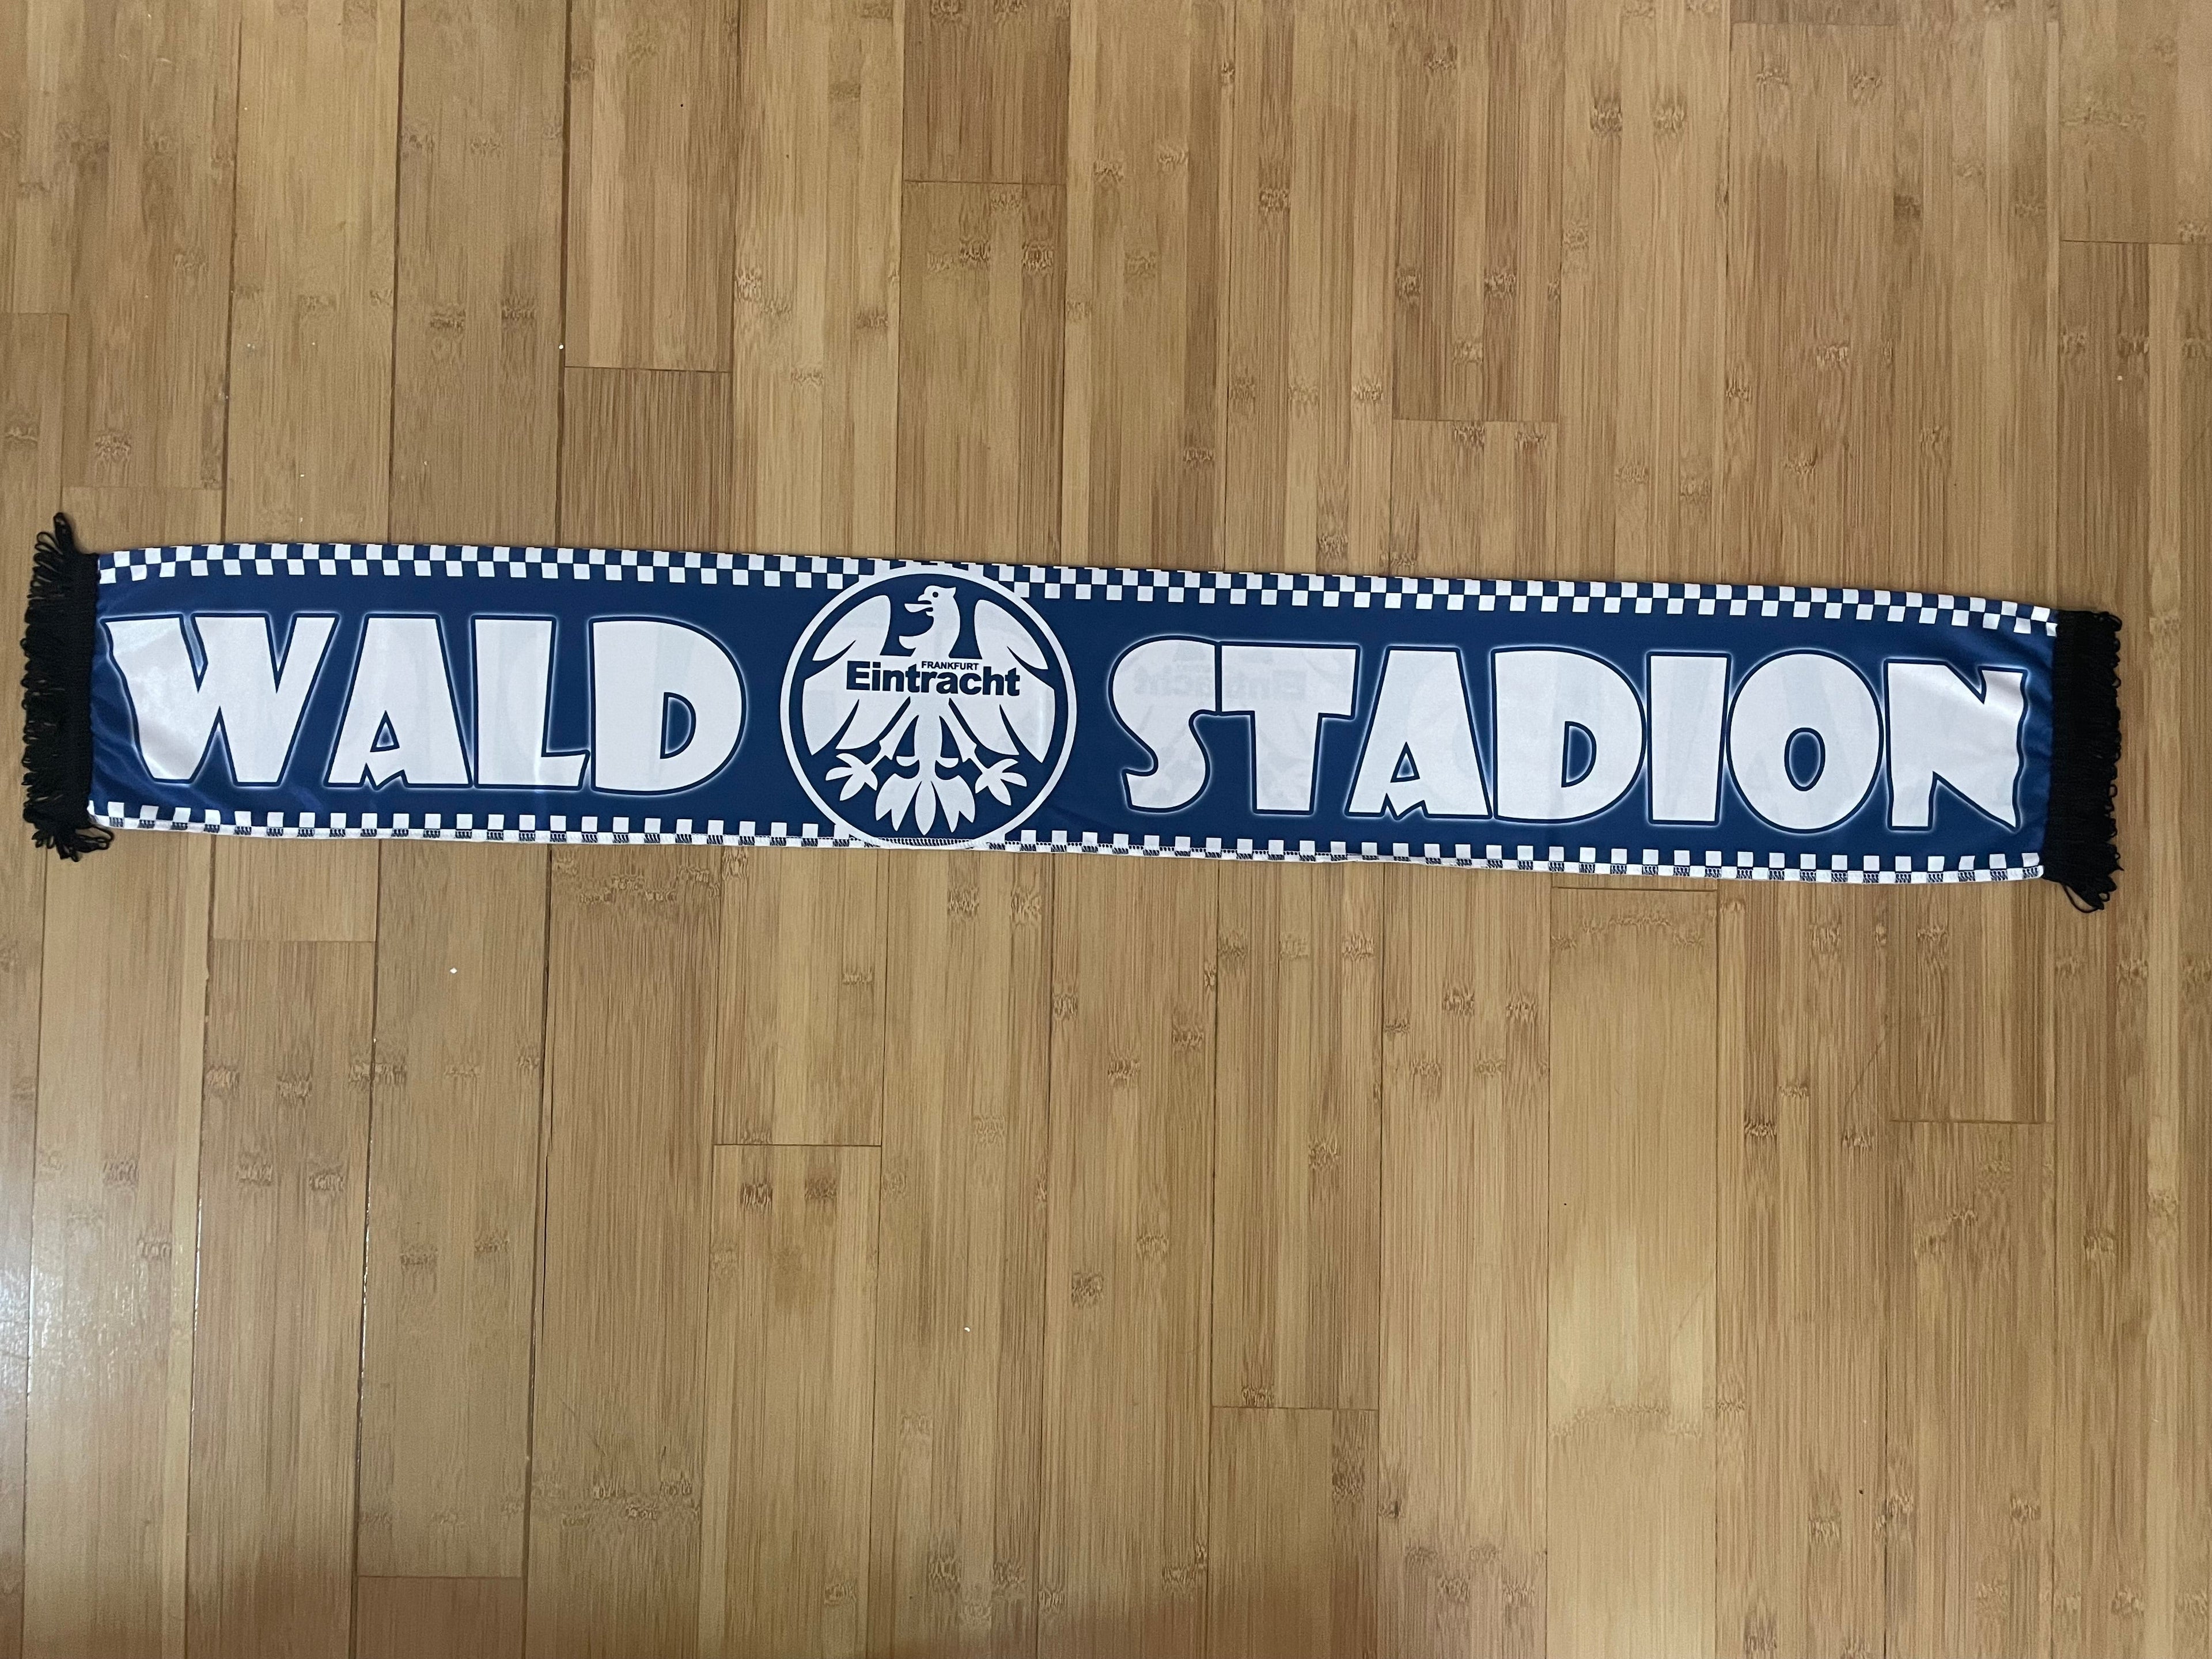 WALD STADION
FRANKFURT
Eintracht